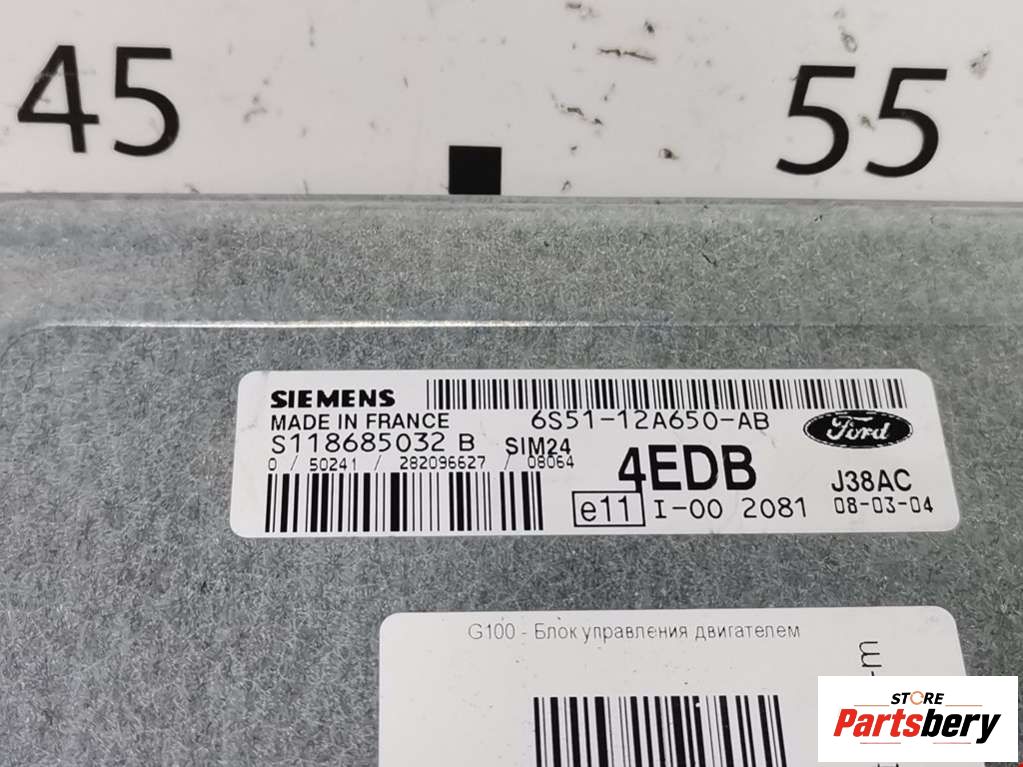 45 55
SIEMENS
MADE IN FRANCE 6S51-12A650-AB Ford
S118685032 B SIM24
0 / 50241 / 282096627 / 08064 4EDB J38AC
e11 I-00 2081 08-03-04
G100 - Блок управления двигателем
STORE
Partsbery